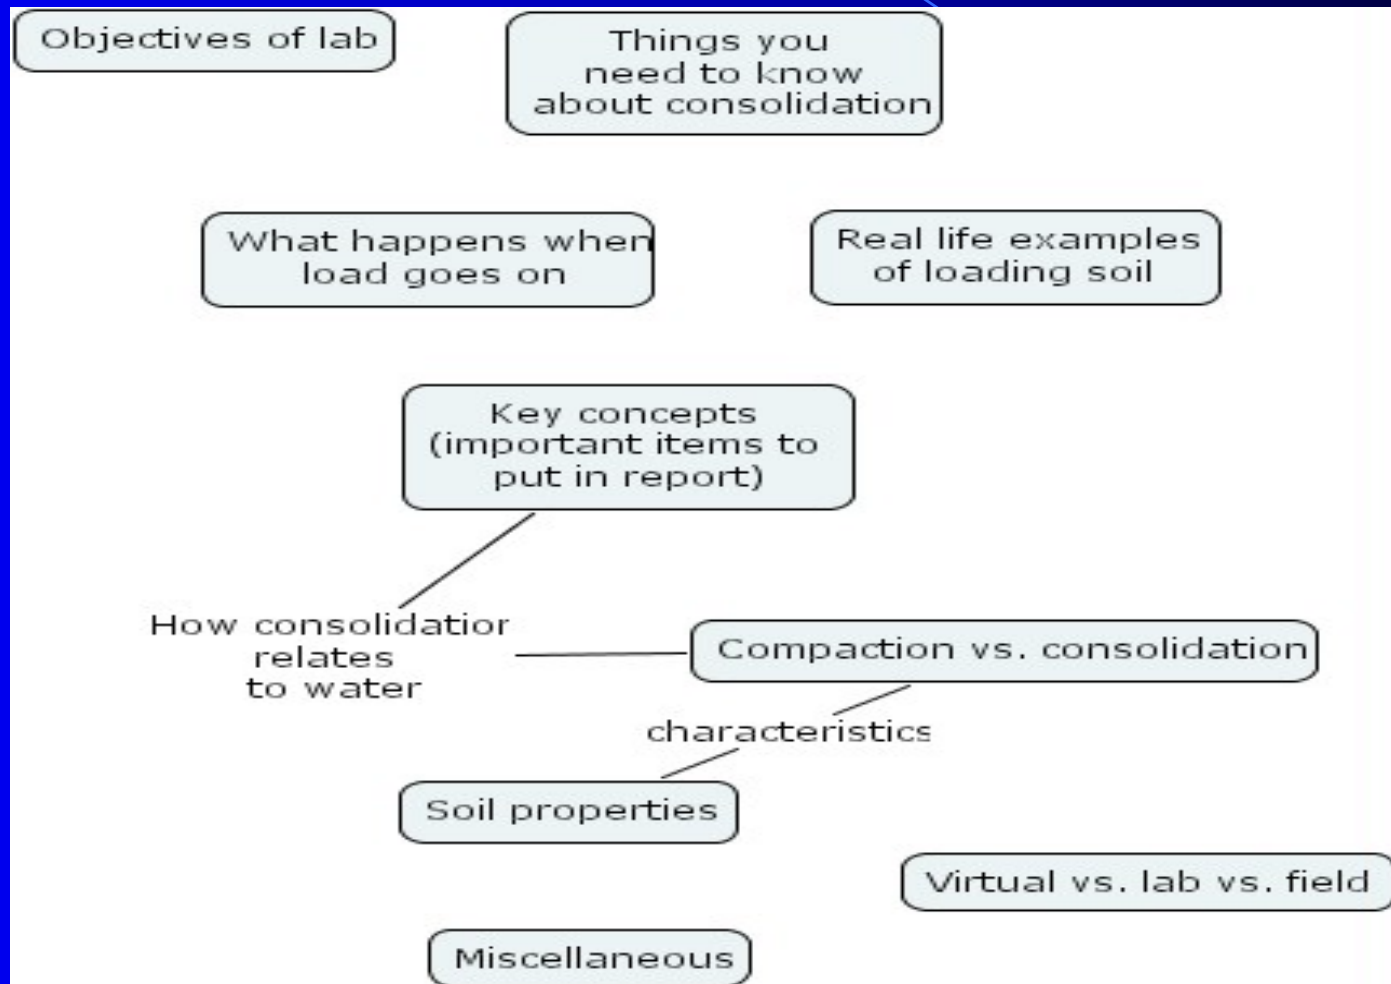 Objectives of lab
Things you
need to know
about consolidation
What happens when
load goes on
Real life examples
of loading soil
Key concepts
(important items to
put in report)
How consolidation
relates
to water
Compaction vs. consolidation
characteristics
Soil properties
Virtual vs. lab vs. field
Miscellaneous